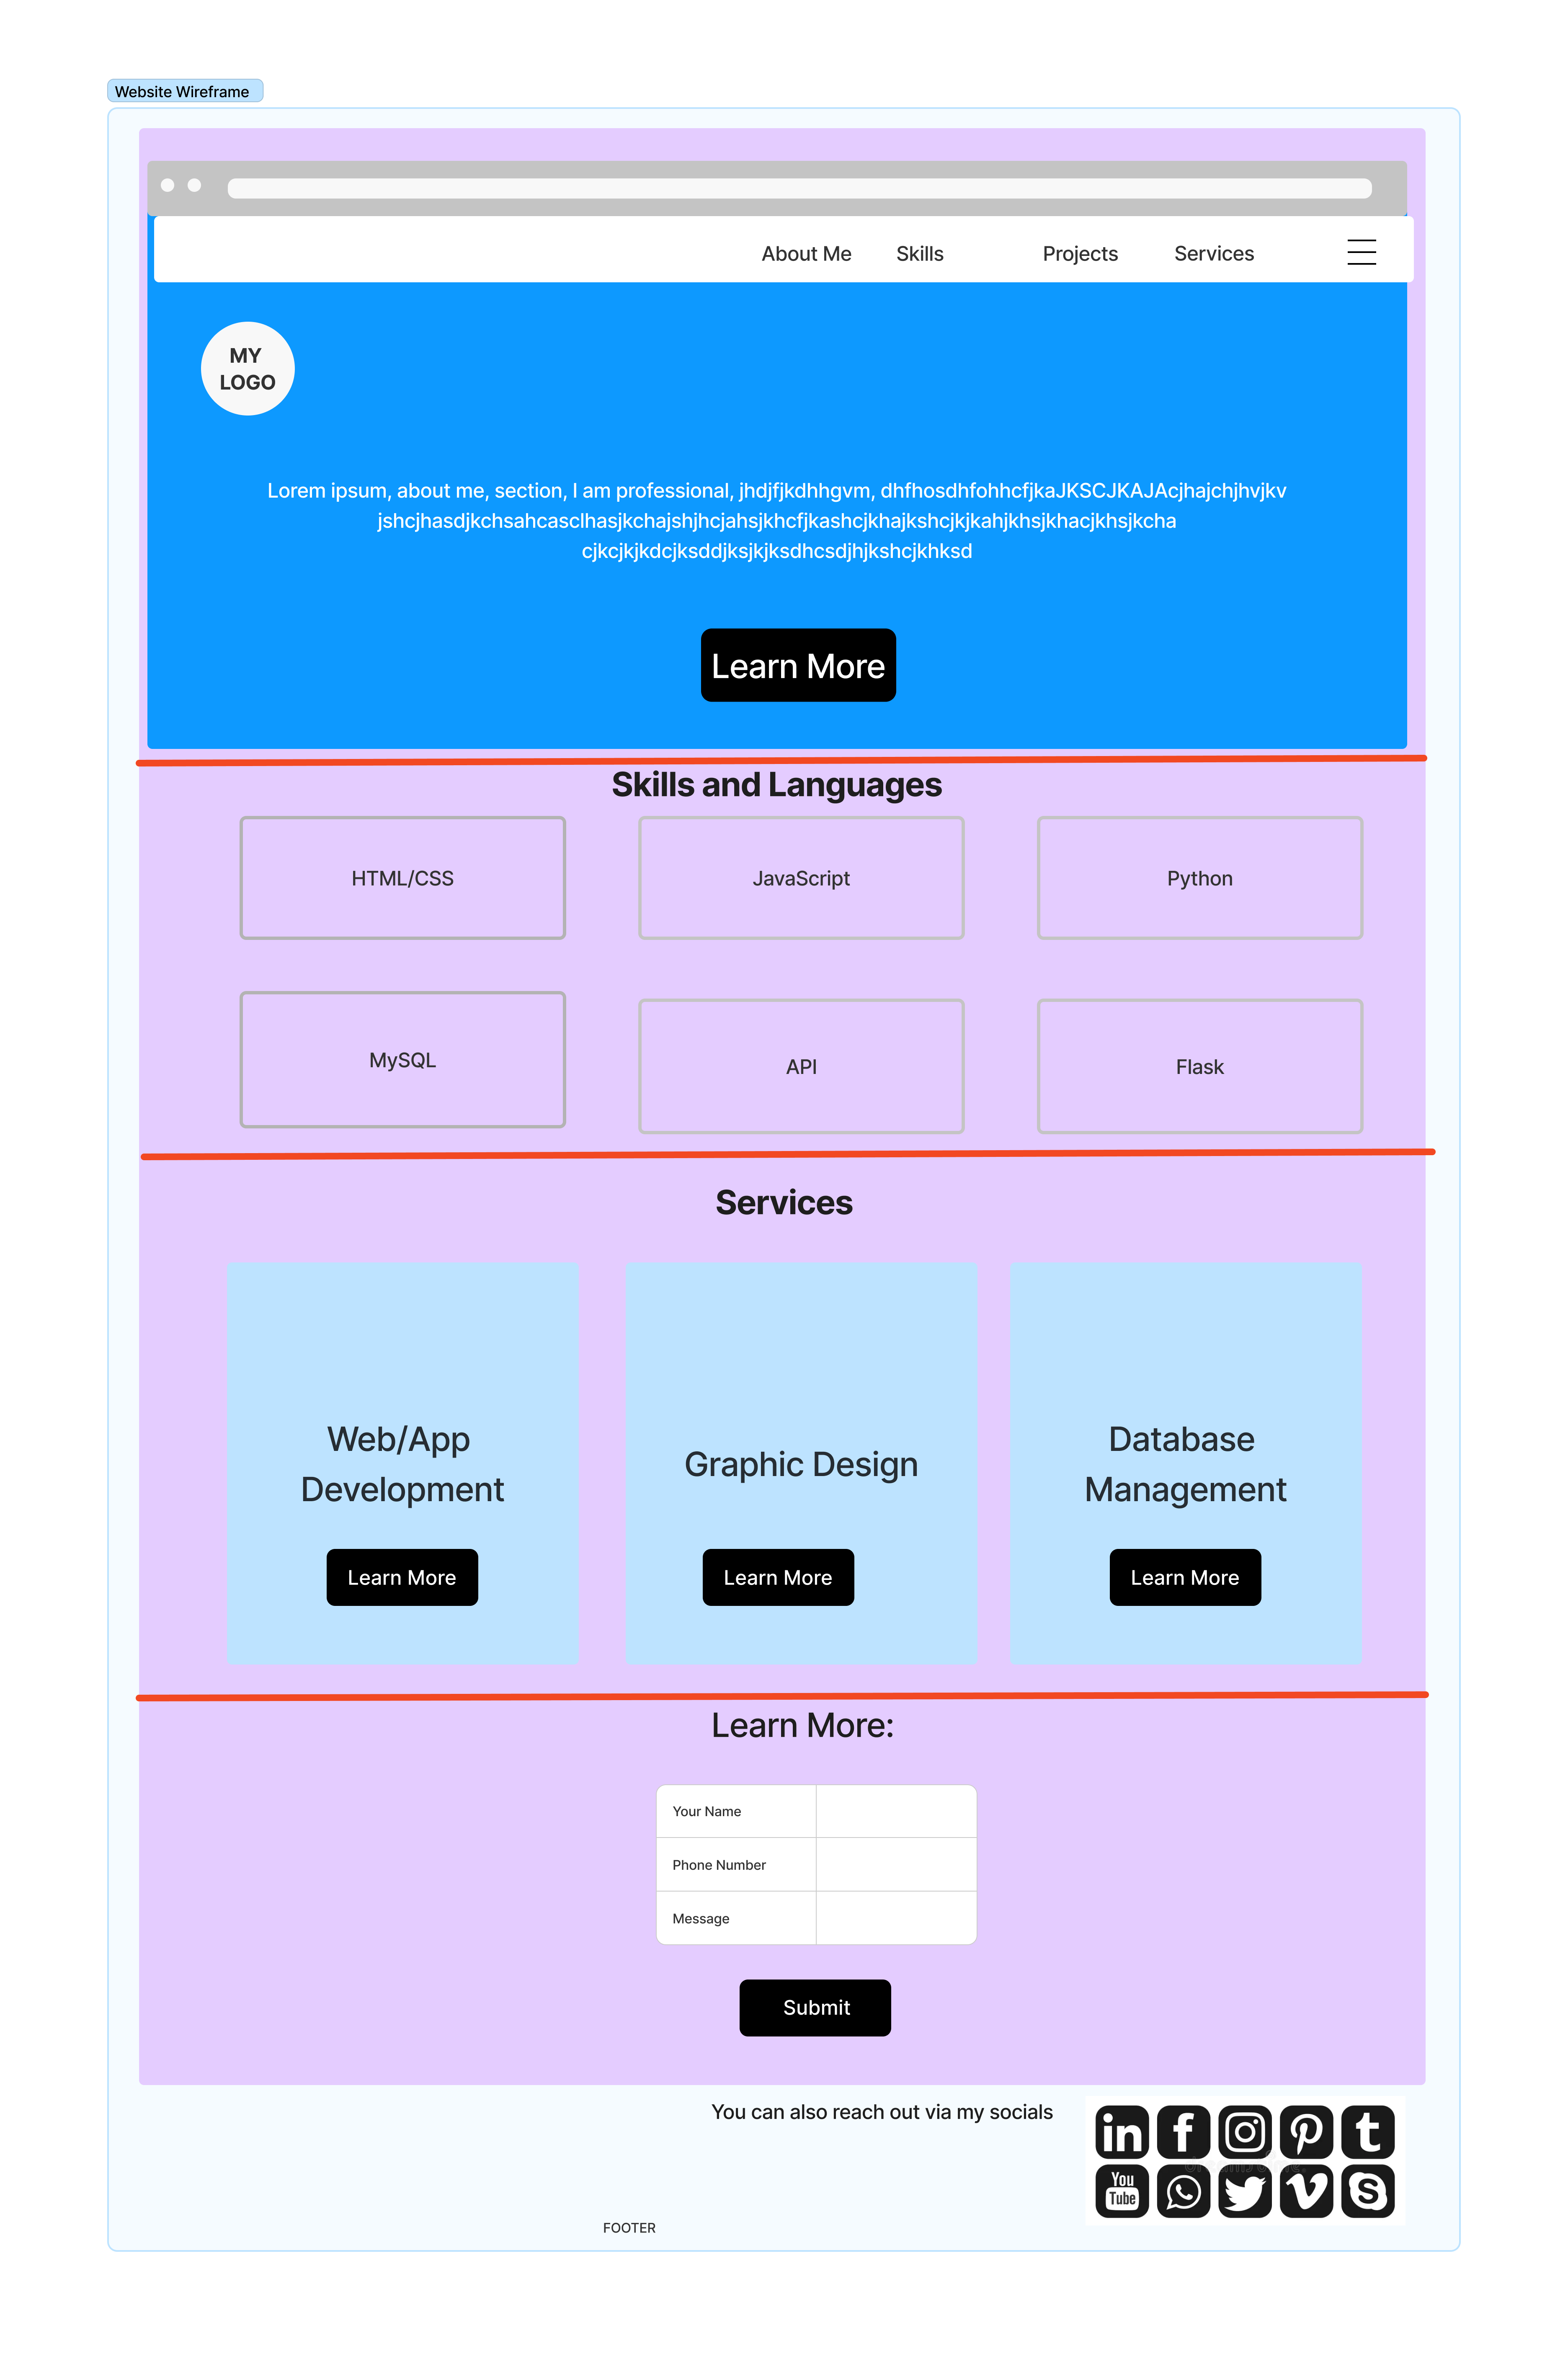 Website Wireframe
About Me Skills Projects Services
MY
LOGO
Lorem ipsum, about me, section, I am professional, jhdjfjkdhhgvm, dhfhosdhfohhcfjkaJKSCJKAJAcjhajchjhvjkv
jshcjhasdjkchsahcasclhasjkchajshjhcjahsjkhcfjkashcjkhajkshcjkjkahjkhsjkhacjkhsjkcha
cjkcjkjkdcjksddjksjkjksdhcsdjhjkshcjkhksd
Learn More
Skills and Languages
HTML/CSS
JavaScript
Python
MySQL
API
Flask
Services
Web/App
Development
Learn More
Graphic Design
Learn More
Database
Management
Learn More
Learn More:
Your Name
Phone Number
Message
Submit
You can also reach out via my socials
in f t
You
Tube
FOOTER